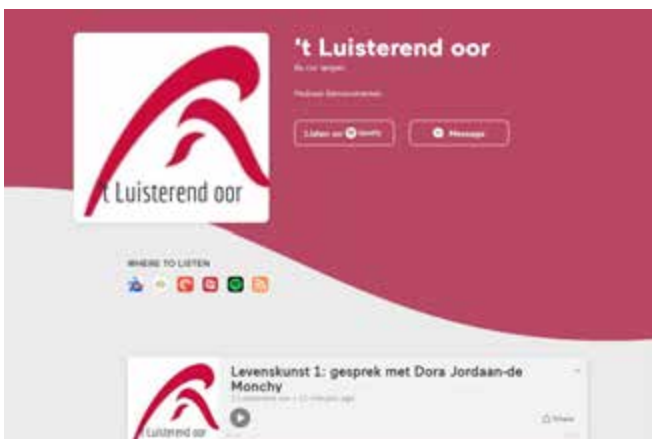 't Luisterend oor
Listen on Spotify
Message
't Luisterend oor
WHERE TO LISTEN
Levenskunst 1: gesprek met Dora Jordaan-de
Monchy
Share
't Luisterend oor